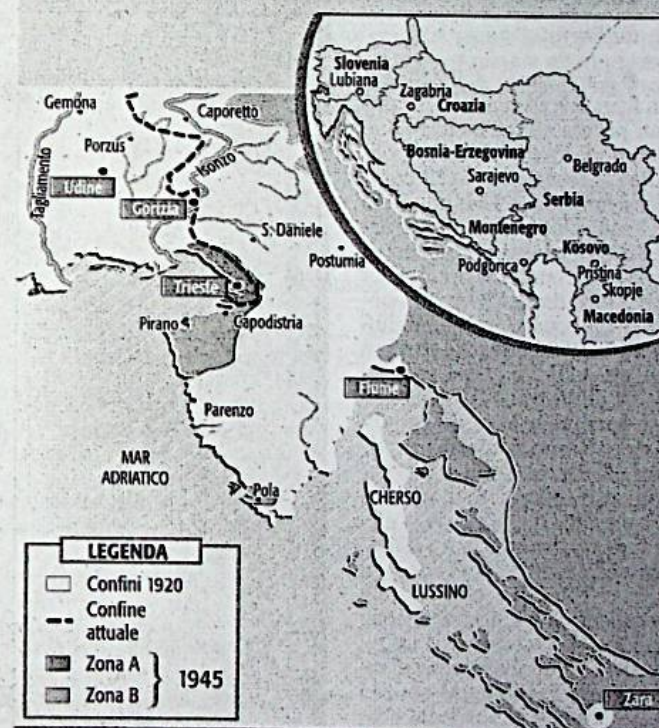 Slovenia
Lubiana
Zagabria
Croazia
Bosnia-Erzegovina
Sarajevo
Belgrado
Serbia
Montenegro
Podgorica
Kosovo
Pristina
Skopje
Macedonia
Gemona
Caporetto
Porzus
Isonzo
Tagliamento
Udine
Gorizia
S. Daniele
Postumia
Trieste
Pirano
Capodistria
Fiume
Parenzo
MAR
ADRIATICO
Pola
CHERSO
LUSSINO
Zara
LEGENDA
Confini 1920
Confine
attuale
Zona A
Zona B
1945